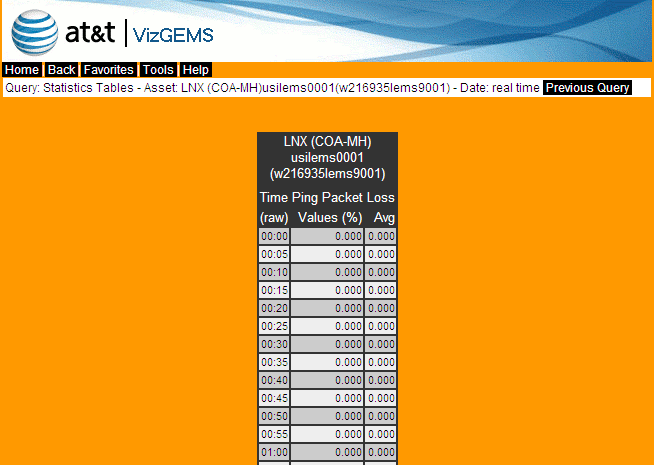 at&t VizGEMS
Home Back Favorites Tools Help
Query: Statistics Tables - Asset: LNX (COA-MH)usilems0001(w216935lems9001) - Date: real time Previous Query
LNX (COA-MH)
usilems0001
(w216935lems9001)
Time Ping Packet Loss
(raw) Values (%) Avg
00:00 0.000 0.000
00:05 0.000 0.000
00:10 0.000 0.000
00:15 0.000 0.000
00:20 0.000 0.000
00:25 0.000 0.000
00:30 0.000 0.000
00:35 0.000 0.000
00:40 0.000 0.000
00:45 0.000 0.000
00:50 0.000 0.000
00:55 0.000 0.000
01:00 0.000 0.000